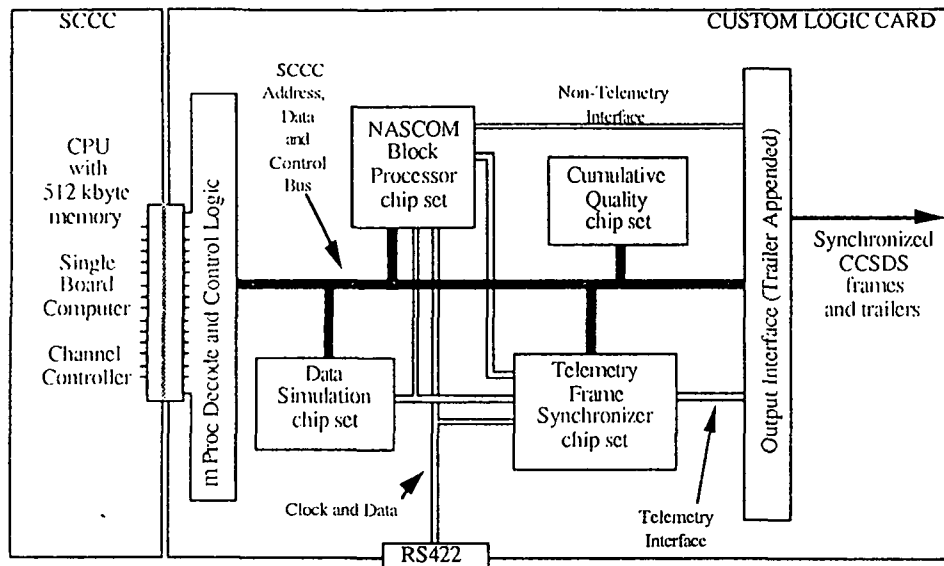 SCCC
CUSTOM LOGIC CARD
SCCC
Address,
Data
and
Control
Bus
Non-Telemetry
Interface
NASCOM
Block
Processor
chip set
Cumulative
Quality
chip set
CPU
with
512 kbyte
memory
Single
Board
Computer
Channel
Controller
m Proc Decode and Control Logic
Data
Simulation
chip set
Telemetry
Frame
Synchronizer
chip set
Output Interface (Trailer Appended)
Synchronized
CCSDS
frames
and trailers
Clock and Data
Telemetry
Interface
RS422